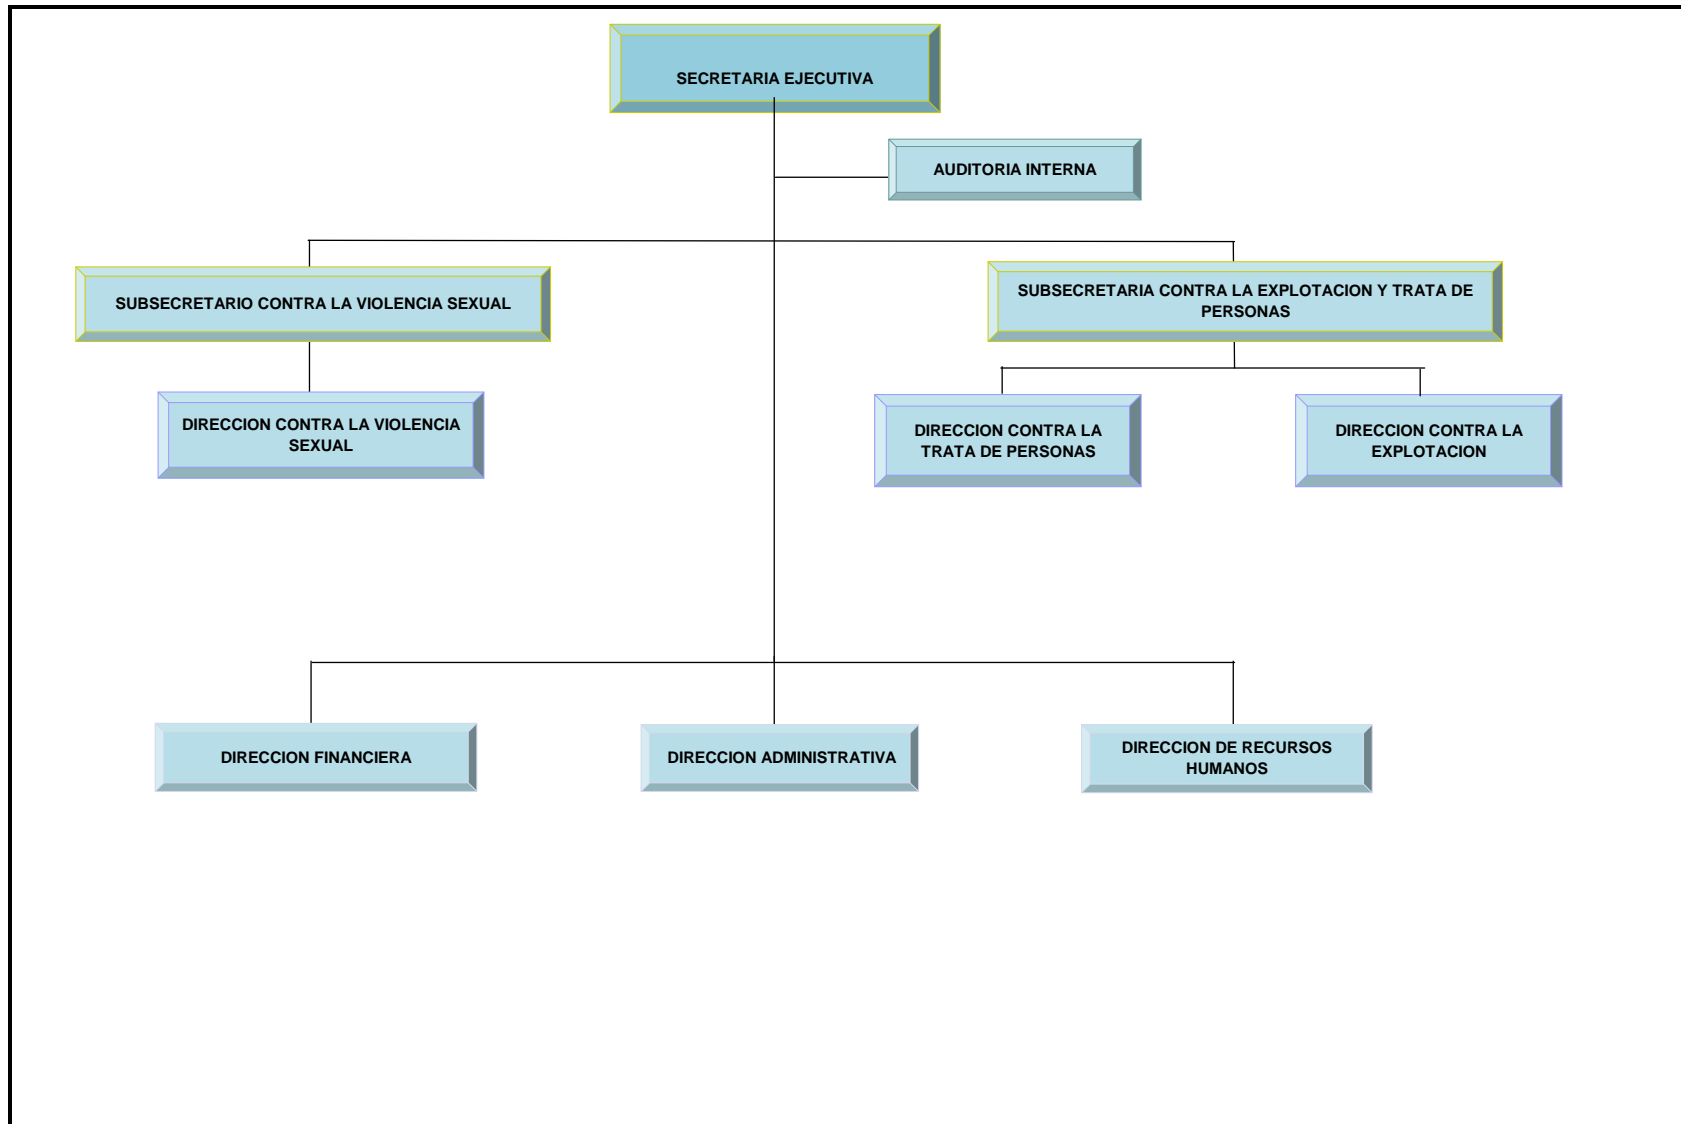 SECRETARIA EJECUTIVA
AUDITORIA INTERNA
SUBSECRETARIO CONTRA LA VIOLENCIA SEXUAL
SUBSECRETARIA CONTRA LA EXPLOTACION Y TRATA DE
PERSONAS
DIRECCION CONTRA LA VIOLENCIA
SEXUAL
DIRECCION CONTRA LA
TRATA DE PERSONAS
DIRECCION CONTRA LA
EXPLOTACION
DIRECCION FINANCIERA
DIRECCION ADMINISTRATIVA
DIRECCION DE RECURSOS
HUMANOS